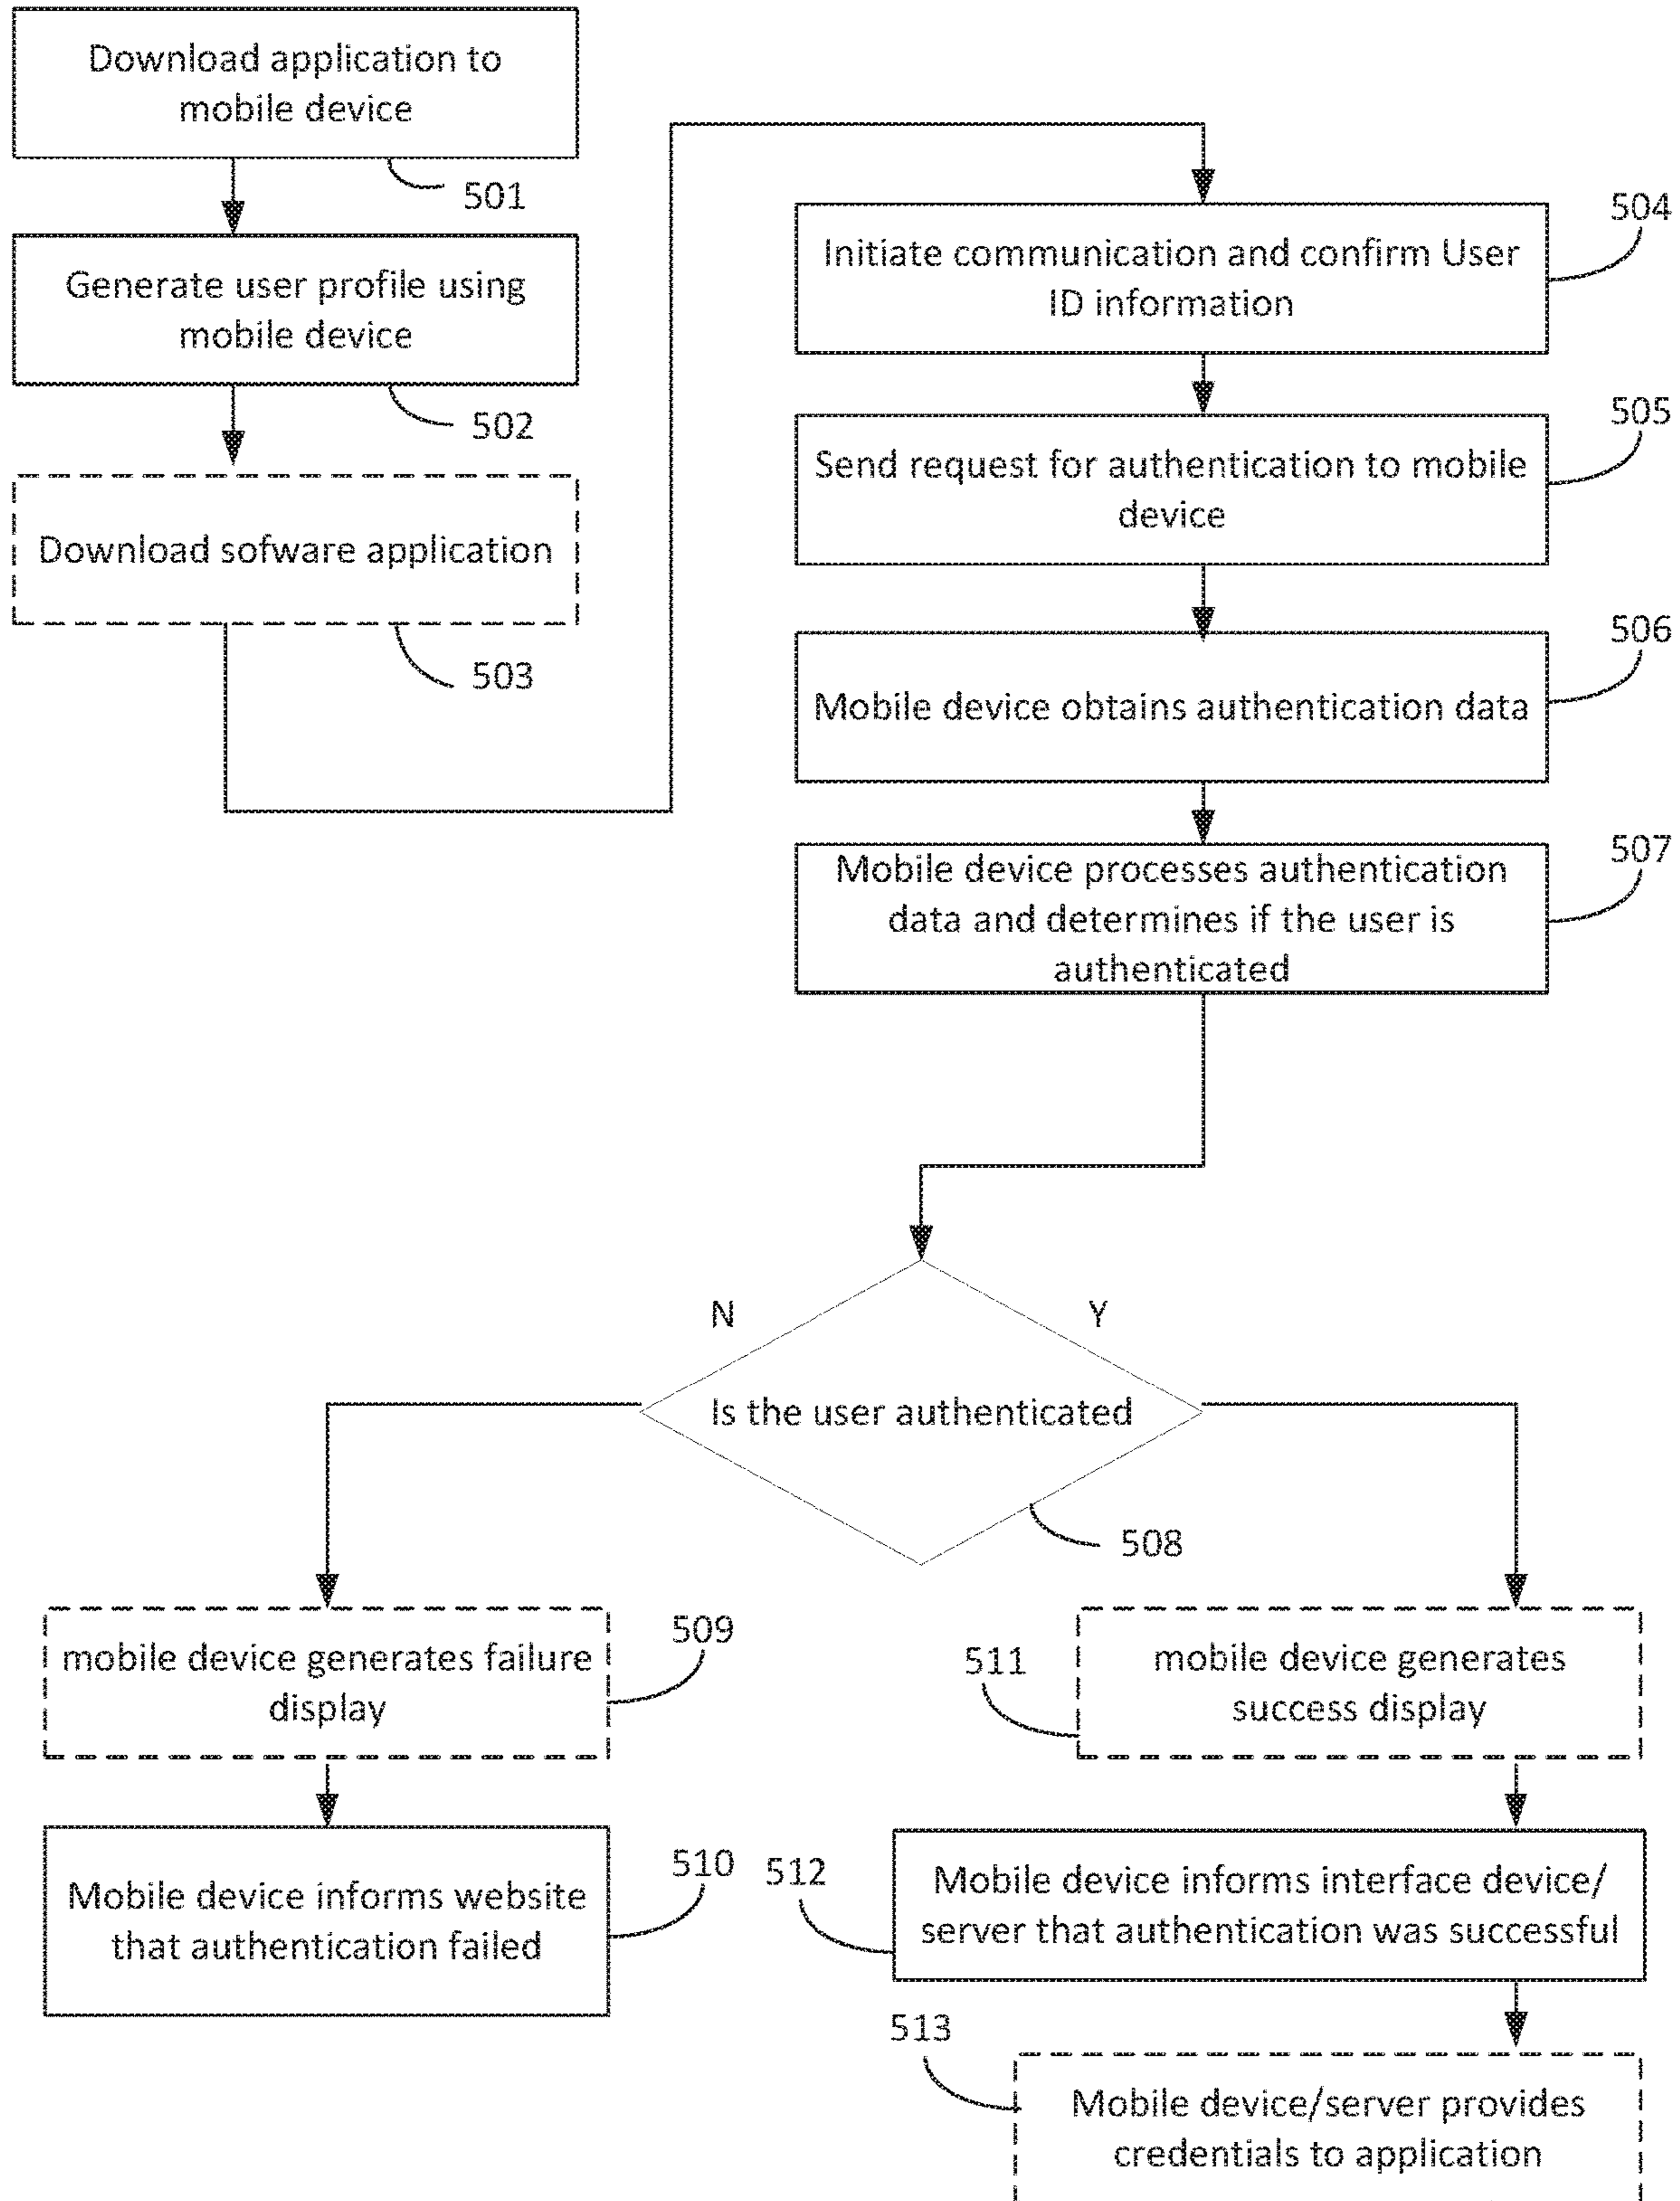 Download application to
mobile device
501
Generate user profile using
mobile device
502
Download sofware application
503
504
Initiate communication and confirm User
ID information
505
Send request for authentication to mobile
device
506
Mobile device obtains authentication data
507
Mobile device processes authentication
data and determines if the user is
authenticated
N
Y
Is the user authenticated
508
509
mobile device generates failure
display
510
Mobile device informs website
that authentication failed
511
mobile device generates
success display
512
Mobile device informs interface device/
server that authentication was successful
513
Mobile device/server provides
credentials to application